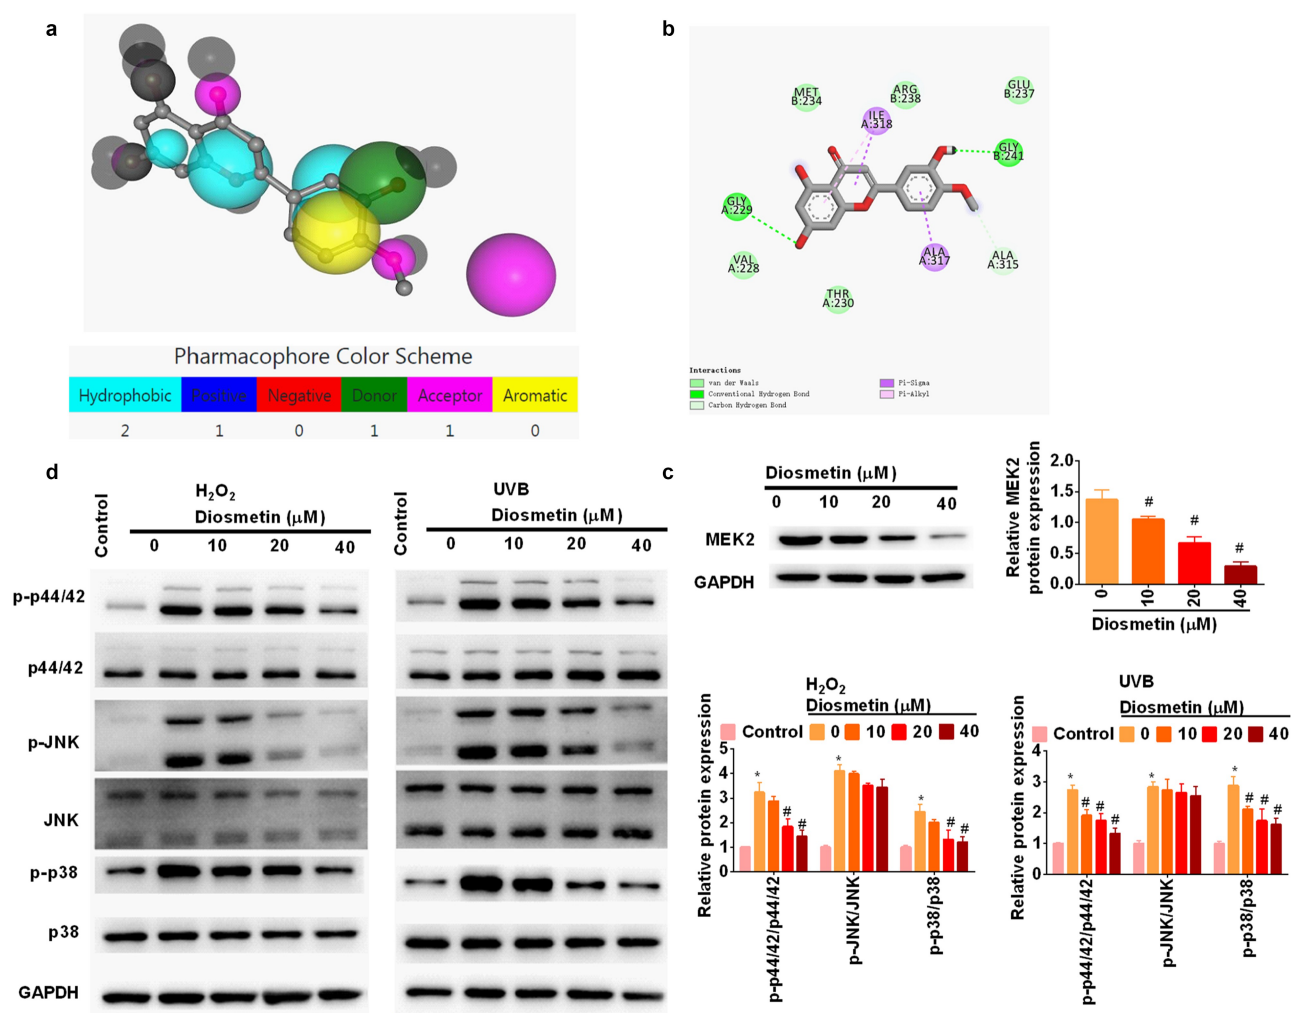 a
Pharmacophore Color Scheme
Hydrophobic Positive Negative Donor Acceptor Aromatic
2 1 0 1 1 0
b
MET
B:234
ARG
B:238
GLU
B:237
ILE
A:318
GLY
B:241
GLY
A:229
VAL
A:228
ALA
A:317
ALA
A:315
THR
A:230
Interactions
van der Waals
Conventional Hydrogen Bond
Carbon Hydrogen Bond
Pi-Sigma
Pi-Alkyl
d
Control
H₂O₂
Diosmetin (μM)
0 10 20 40
Control
UVB
Diosmetin (μM)
0 10 20 40
p-p44/42
p44/42
p-JNK
JNK
p-p38
p38
GAPDH
c
Diosmetin (μM)
0 10 20 40
MEK2
GAPDH
Relative MEK2
protein expression
2.0
1.5
1.0
0.5
0.0
# # #
0 10 20 40
Diosmetin (μM)
H₂O₂
Diosmetin (μM)
Control 0 10 20 40
Relative protein expression
5
4
3
2
1
0
* # # * * # #
p-p44/42/p44/42
p-JNK/JNK
p-p38/p38
UVB
Diosmetin (μM)
Control 0 10 20 40
Relative protein expression
4
3
2
1
0
* # # # * * # # #
p-p44/42/p44/42
p-JNK/JNK
p-p38/p38